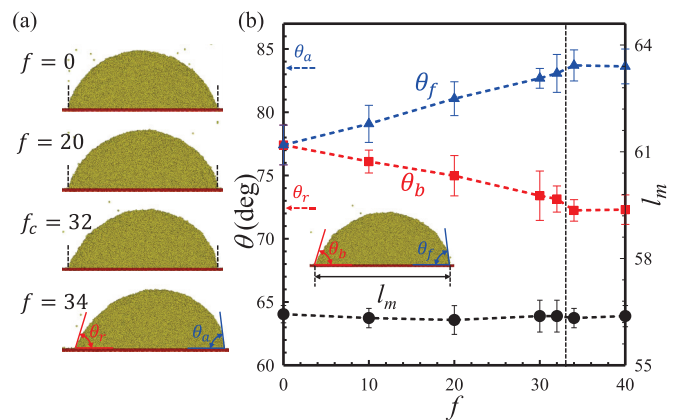 (a)
f = 0
f = 20
f_c = 32
f = 34
θ_r
θ_a
(b)
85
80
75
70
65
60
θ (deg)
θ_a
θ_r
θ_f
θ_b
θ_b
θ_f
l_m
0
10
20
30
40
f
64
61
58
55
l_m